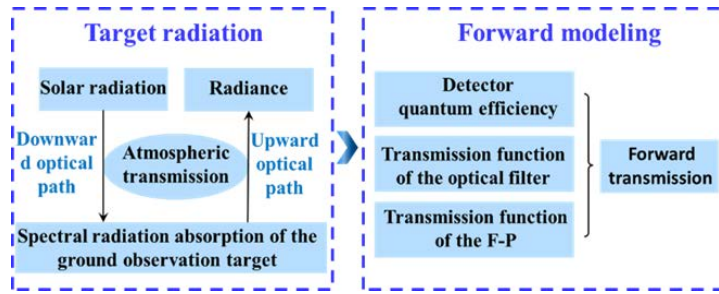 Target radiation
Solar radiation
Radiance
Downwar
d optical
path
Atmospheric
transmission
Upward
optical
path
Spectral radiation absorption of the
ground observation target
Forward modeling
Detector
quantum efficiency
Transmission function
of the optical filter
Transmission function
of the F-P
Forward
transmission